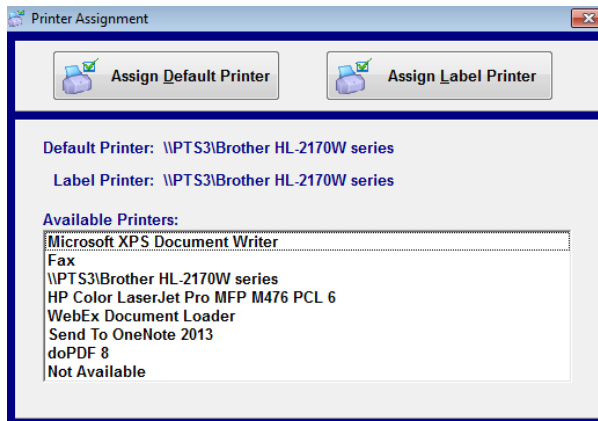 Printer Assignment
Assign Default Printer
Assign Label Printer
Default Printer: \\PTS3\Brother HL-2170W series
Label Printer: \\PTS3\Brother HL-2170W series
Available Printers:
Microsoft XPS Document Writer
Fax
\\PTS3\Brother HL-2170W series
HP Color LaserJet Pro MFP M476 PCL 6
WebEx Document Loader
Send To OneNote 2013
doPDF 8
Not Available